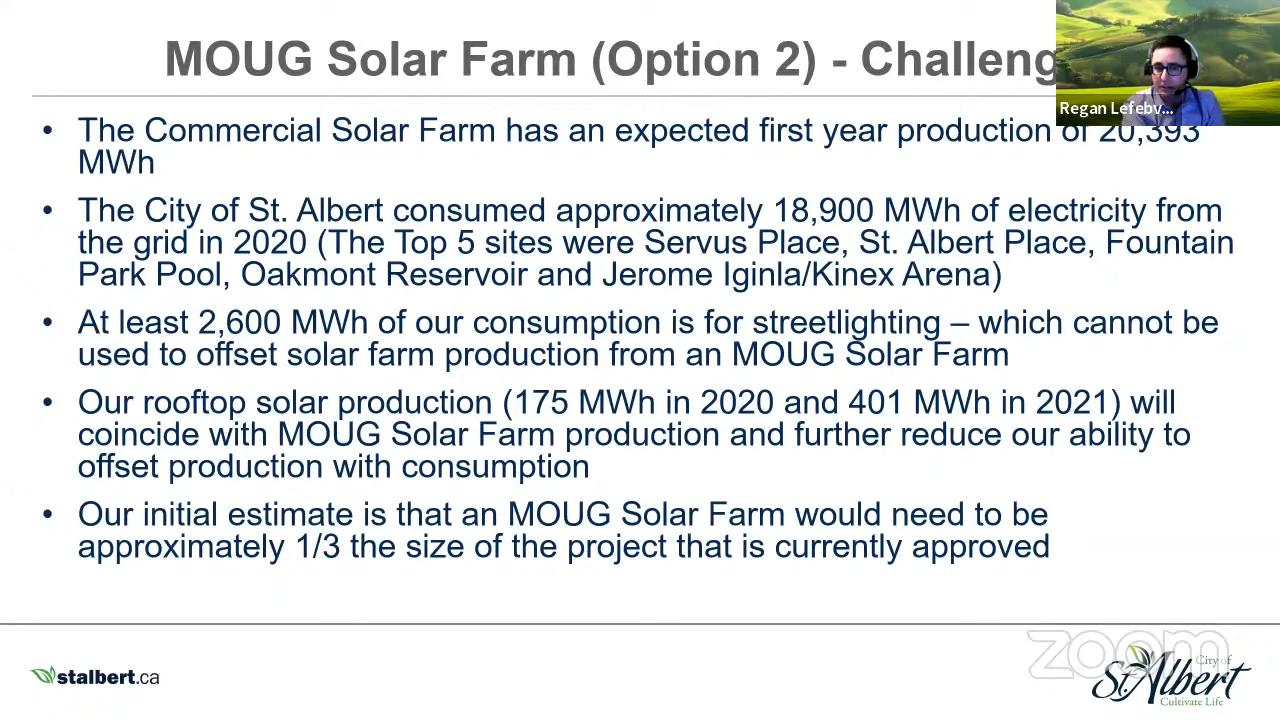 MOUG Solar Farm (Option 2) - Challeng
Regan Lefebv...
• The Commercial Solar Farm has an expected first year production of 20,393
MWh
• The City of St. Albert consumed approximately 18,900 MWh of electricity from
the grid in 2020 (The Top 5 sites were Servus Place, St. Albert Place, Fountain
Park Pool, Oakmont Reservoir and Jerome Iginla/Kinex Arena)
• At least 2,600 MWh of our consumption is for streetlighting – which cannot be
used to offset solar farm production from an MOUG Solar Farm
• Our rooftop solar production (175 MWh in 2020 and 401 MWh in 2021) will
coincide with MOUG Solar Farm production and further reduce our ability to
offset production with consumption
• Our initial estimate is that an MOUG Solar Farm would need to be
approximately 1/3 the size of the project that is currently approved
zoom
stalbert.ca
City of
St. Albert
Cultivate Life